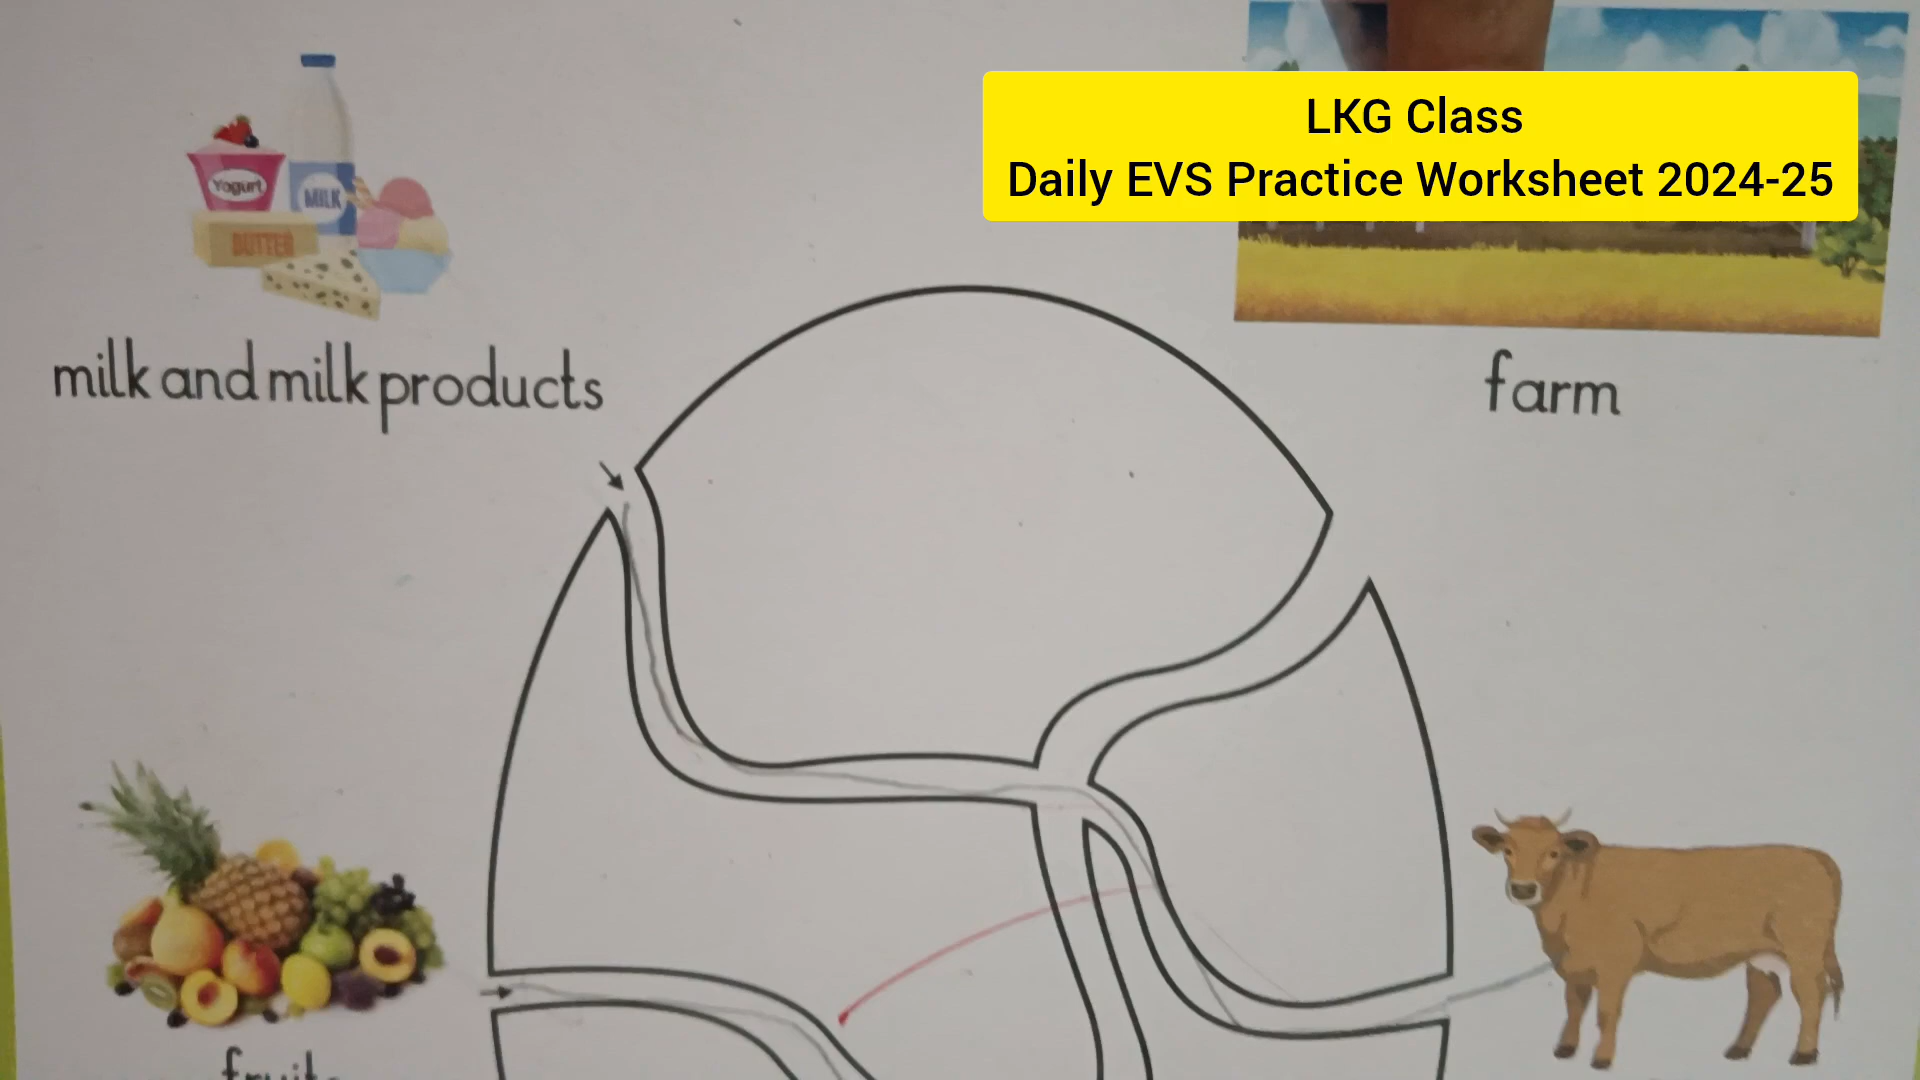 LKG Class
Daily EVS Practice Worksheet 2024-25
Yogurt
MILK
BUTTER
milk and milk products
farm